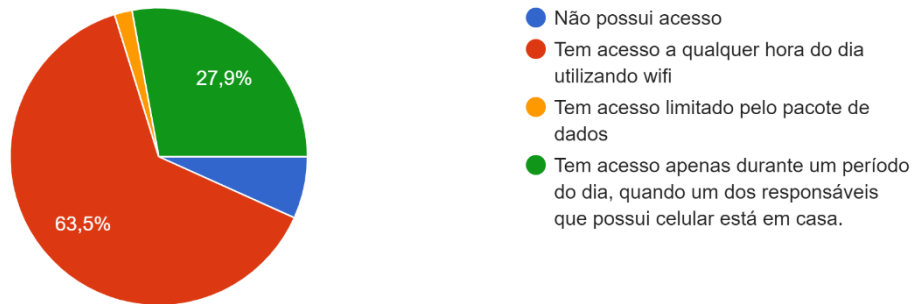 27,9%
63,5%
Não possui acesso
Tem acesso a qualquer hora do dia
utilizando wifi
Tem acesso limitado pelo pacote de
dados
Tem acesso apenas durante um período
do dia, quando um dos responsáveis
que possui celular está em casa.